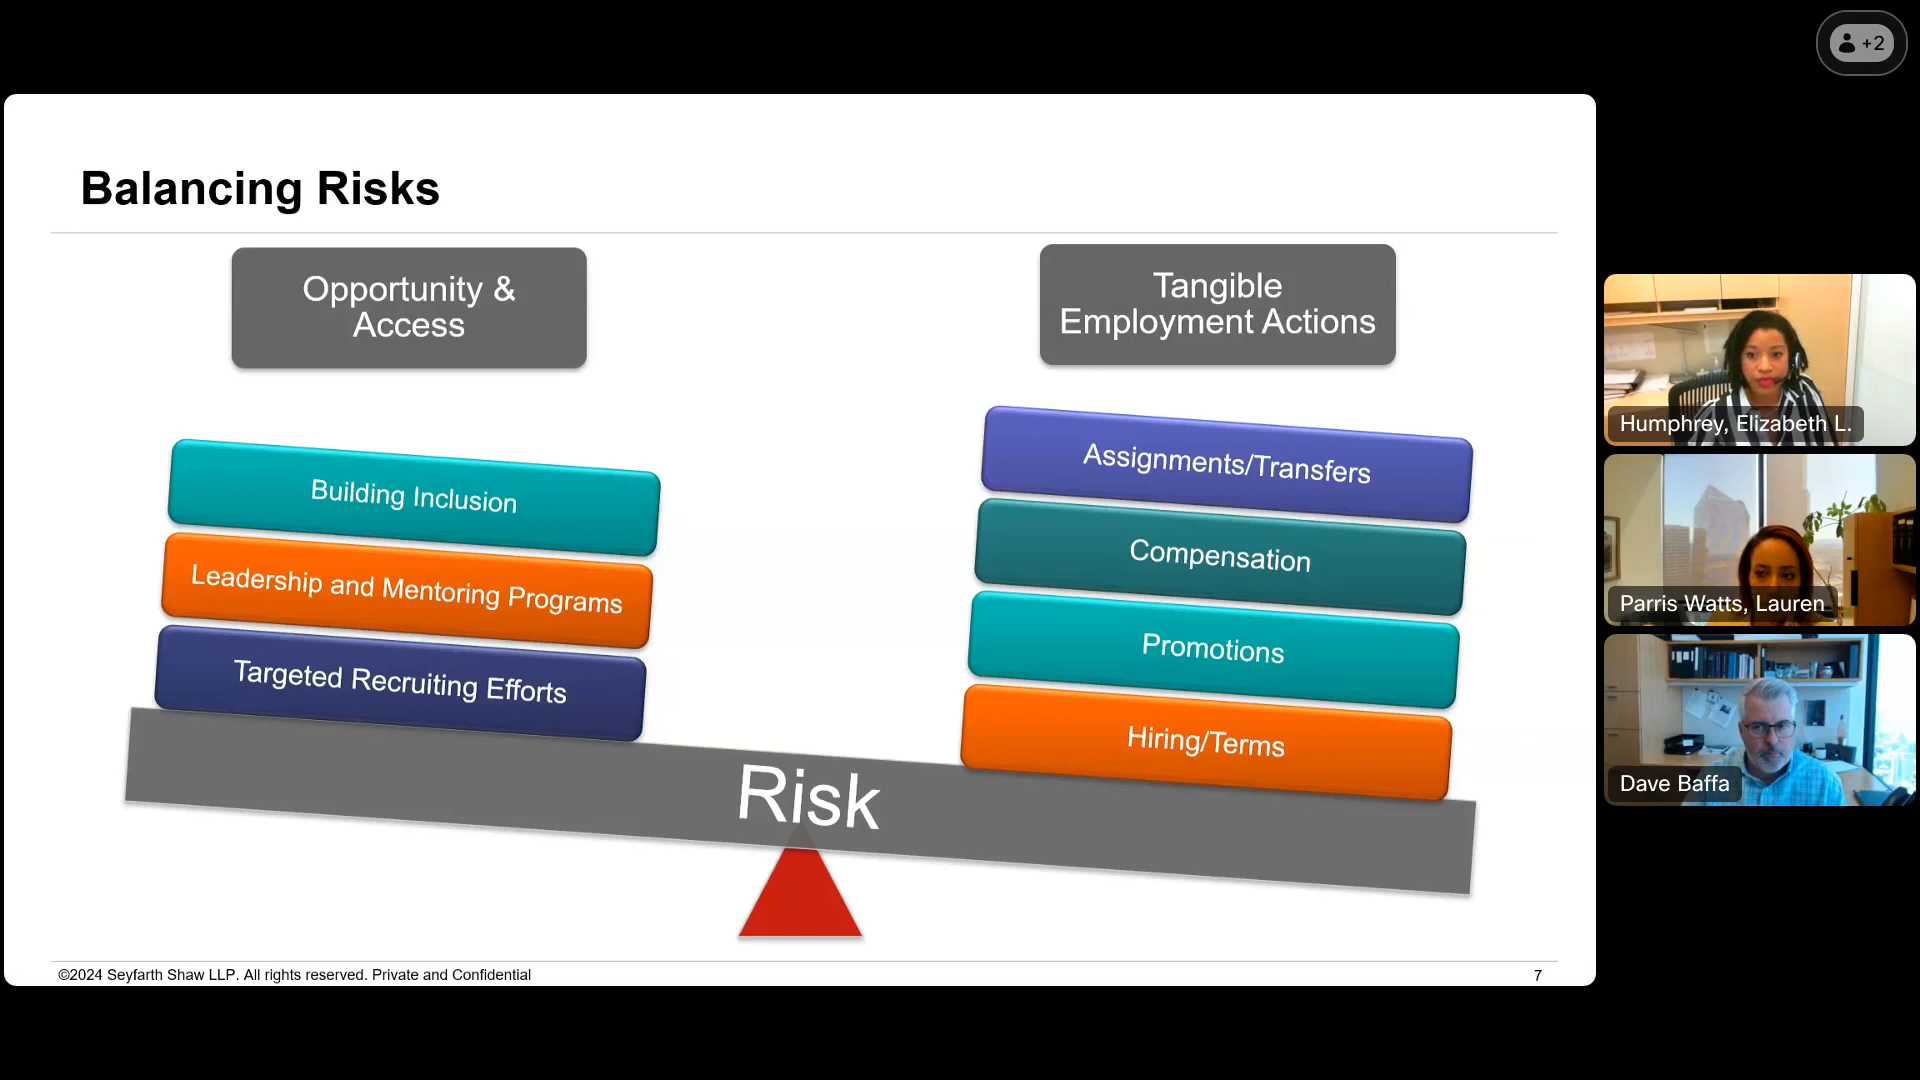 +2
Balancing Risks
Opportunity &
Access
Tangible
Employment Actions
Building Inclusion
Leadership and Mentoring Programs
Targeted Recruiting Efforts
Assignments/Transfers
Compensation
Promotions
Hiring/Terms
Risk
©2024 Seyfarth Shaw LLP. All rights reserved. Private and Confidential
7
Humphrey, Elizabeth L.
Parris Watts, Lauren
Dave Baffa